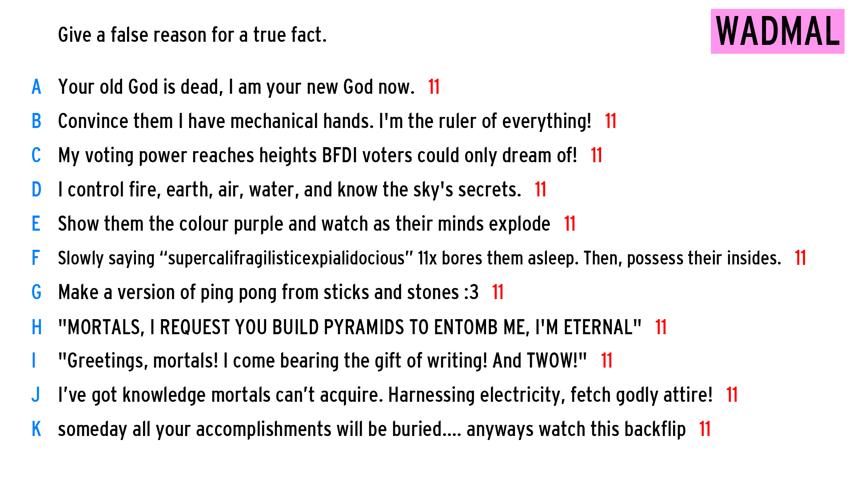 Give a false reason for a true fact.
WADMAL
A Your old God is dead, I am your new God now. 11
B Convince them I have mechanical hands. I'm the ruler of everything! 11
C My voting power reaches heights BFDI voters could only dream of! 11
D I control fire, earth, air, water, and know the sky's secrets. 11
E Show them the colour purple and watch as their minds explode 11
F Slowly saying “supercalifragilisticexpialidocious” 11x bores them asleep. Then, possess their insides. 11
G Make a version of ping pong from sticks and stones :3 11
H "MORTALS, I REQUEST YOU BUILD PYRAMIDS TO ENTOMB ME, I'M ETERNAL" 11
I "Greetings, mortals! I come bearing the gift of writing! And TWOW!" 11
J I’ve got knowledge mortals can’t acquire. Harnessing electricity, fetch godly attire! 11
K someday all your accomplishments will be buried.... anyways watch this backflip 11